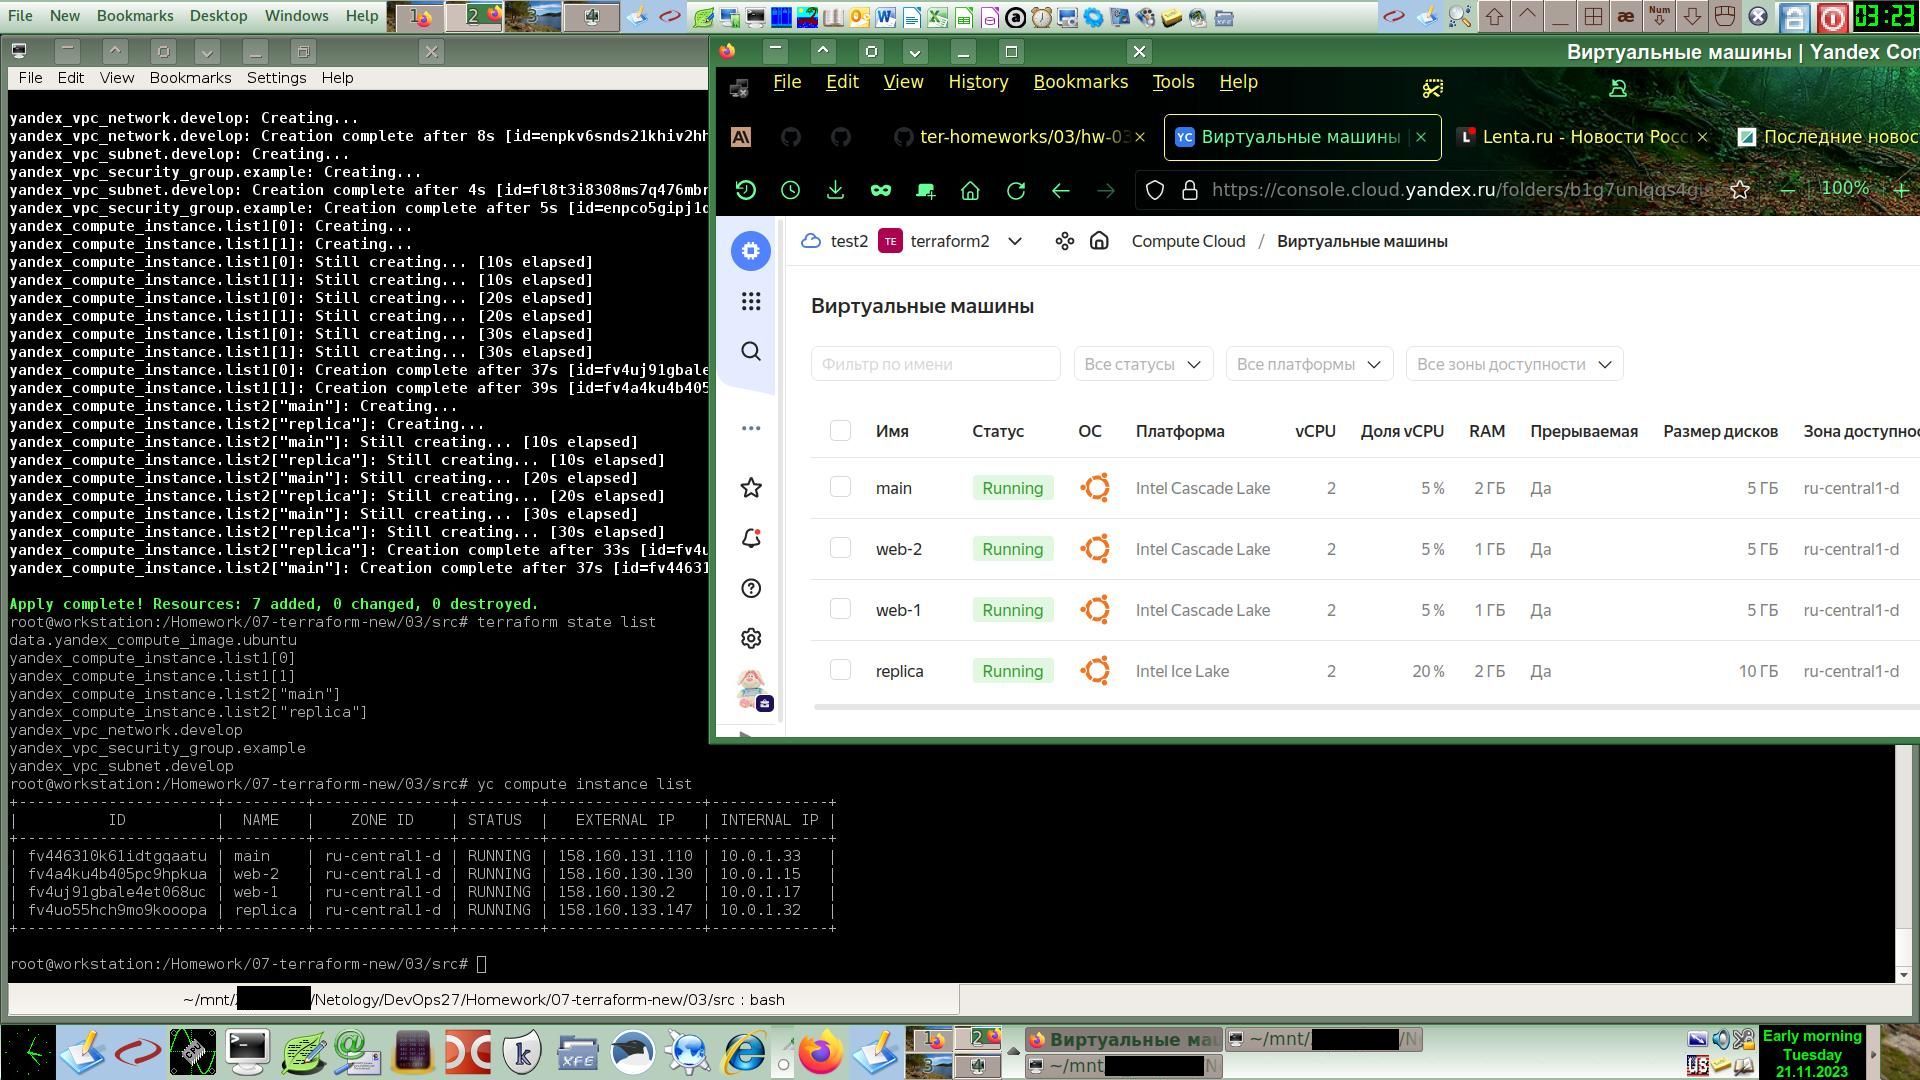 Home New Bookmarks Desktop Windows Help 1 2 3 4 Num 03:23
File Edit View Bookmarks Settings Help
yandex_vpc_network.develop: Creating...
yandex_vpc_network.develop: Creation complete after 8s [id=enpkv6snds21khiv2hh
yandex_vpc_subnet.develop: Creating...
yandex_vpc_security_group.example: Creating...
yandex_vpc_subnet.develop: Creation complete after 4s [id=fl8t3i8308ms7q476mbr
yandex_vpc_security_group.example: Creation complete after 5s
yandex_compute_instance.list1[0]: Creating...
yandex_compute_instance.list1[1]: Creating...
yandex_compute_instance.list1[0]: Still creating... [10s elapsed]
yandex_compute_instance.list1[1]: Still creating... [10s elapsed]
yandex_compute_instance.list1[0]: Still creating... [20s elapsed]
yandex_compute_instance.list1[1]: Still creating... [20s elapsed]
yandex_compute_instance.list1[0]: Still creating... [30s elapsed]
yandex_compute_instance.list1[1]: Still creating... [30s elapsed]
yandex_compute_instance.list1[0]: Creation complete after 37s [id=fv4uj91gbale
yandex_compute_instance.list1[1]: Creation complete after 39s [id=fv4a4ku4b405
yandex_compute_instance.list2["main"]: Creating...
yandex_compute_instance.list2["replica"]: Creating...
yandex_compute_instance.list2["main"]: Still creating... [10s elapsed]
yandex_compute_instance.list2["replica"]: Still creating... [10s elapsed]
yandex_compute_instance.list2["main"]: Still creating... [20s elapsed]
yandex_compute_instance.list2["replica"]: Still creating... [20s elapsed]
yandex_compute_instance.list2["main"]: Still creating... [30s elapsed]
yandex_compute_instance.list2["replica"]: Still creating... [30s elapsed]
yandex_compute_instance.list2["replica"]: Creation complete after 33s [id=fv4u
yandex_compute_instance.list2["main"]: Creation complete after 37s [id=fv44631
Apply complete! Resources: 7 added, 0 changed, 0 destroyed.
root@workstation:/Homework/07-terraform-new/03/src# terraform state list
data.yandex_compute_image.ubuntu
yandex_compute_instance.list1[0]
yandex_compute_instance.list1[1]
yandex_compute_instance.list2["main"]
yandex_compute_instance.list2["replica"]
yandex_vpc_network.develop
yandex_vpc_security_group.example
yandex_vpc_subnet.develop
root@workstation:/Homework/07-terraform-new/03/src# yc compute instance list
+-----------------------+---------+---------------+---------+-----------------+-------------+
| ID | NAME | ZONE ID | STATUS | EXTERNAL IP | INTERNAL IP |
+-----------------------+---------+---------------+---------+-----------------+-------------+
| fv446310k61idtgqaatu | main | ru-central1-d | RUNNING | 158.160.131.110 | 10.0.1.33 |
| fv4a4ku4b405pc9hpkua | web-2 | ru-central1-d | RUNNING | 158.160.130.130 | 10.0.1.15 |
| fv4uj91gbale4et068uc | web-1 | ru-central1-d | RUNNING | 158.160.130.2 | 10.0.1.17 |
| fv4uo55hch9mo9kooopa | replica | ru-central1-d | RUNNING | 158.160.133.147 | 10.0.1.32 |
+-----------------------+---------+---------------+---------+-----------------+-------------+
root@workstation:/Homework/07-terraform-new/03/src#
~/mnt/ /Netology/DevOps27/Homework/07-terraform-new/03/src : bash
Виртуальные машины | Yandex Con
File Edit View History Bookmarks Tools Help
ter-homeworks/03/hw-03 YC Виртуальные машины Lenta.ru - Новости Росс Последние новос
https://console.cloud.yandex.ru/folders/b1g7unlqqs4g 100%
test2 TE terraform2 Compute Cloud / Виртуальные машины
Виртуальные машины
Фильтр по имени Все статусы Все платформы Все зоны доступности
Имя Статус ОС Платформа vCPU Доля vCPU RAM Прерываемая Размер дисков Зона доступнос
main Running Intel Cascade Lake 2 5 % 2 ГБ Да 5 ГБ ru-central1-d
web-2 Running Intel Cascade Lake 2 5 % 1 ГБ Да 5 ГБ ru-central1-d
web-1 Running Intel Cascade Lake 2 5 % 1 ГБ Да 5 ГБ ru-central1-d
replica Running Intel Ice Lake 2 20 % 2 ГБ Да 10 ГБ ru-central1-d
CPU XFE 1 2 3 4 Виртуальные ма ~/mnt/ /N
~/mnt N
US
Early morning
Tuesday
21.11.2023